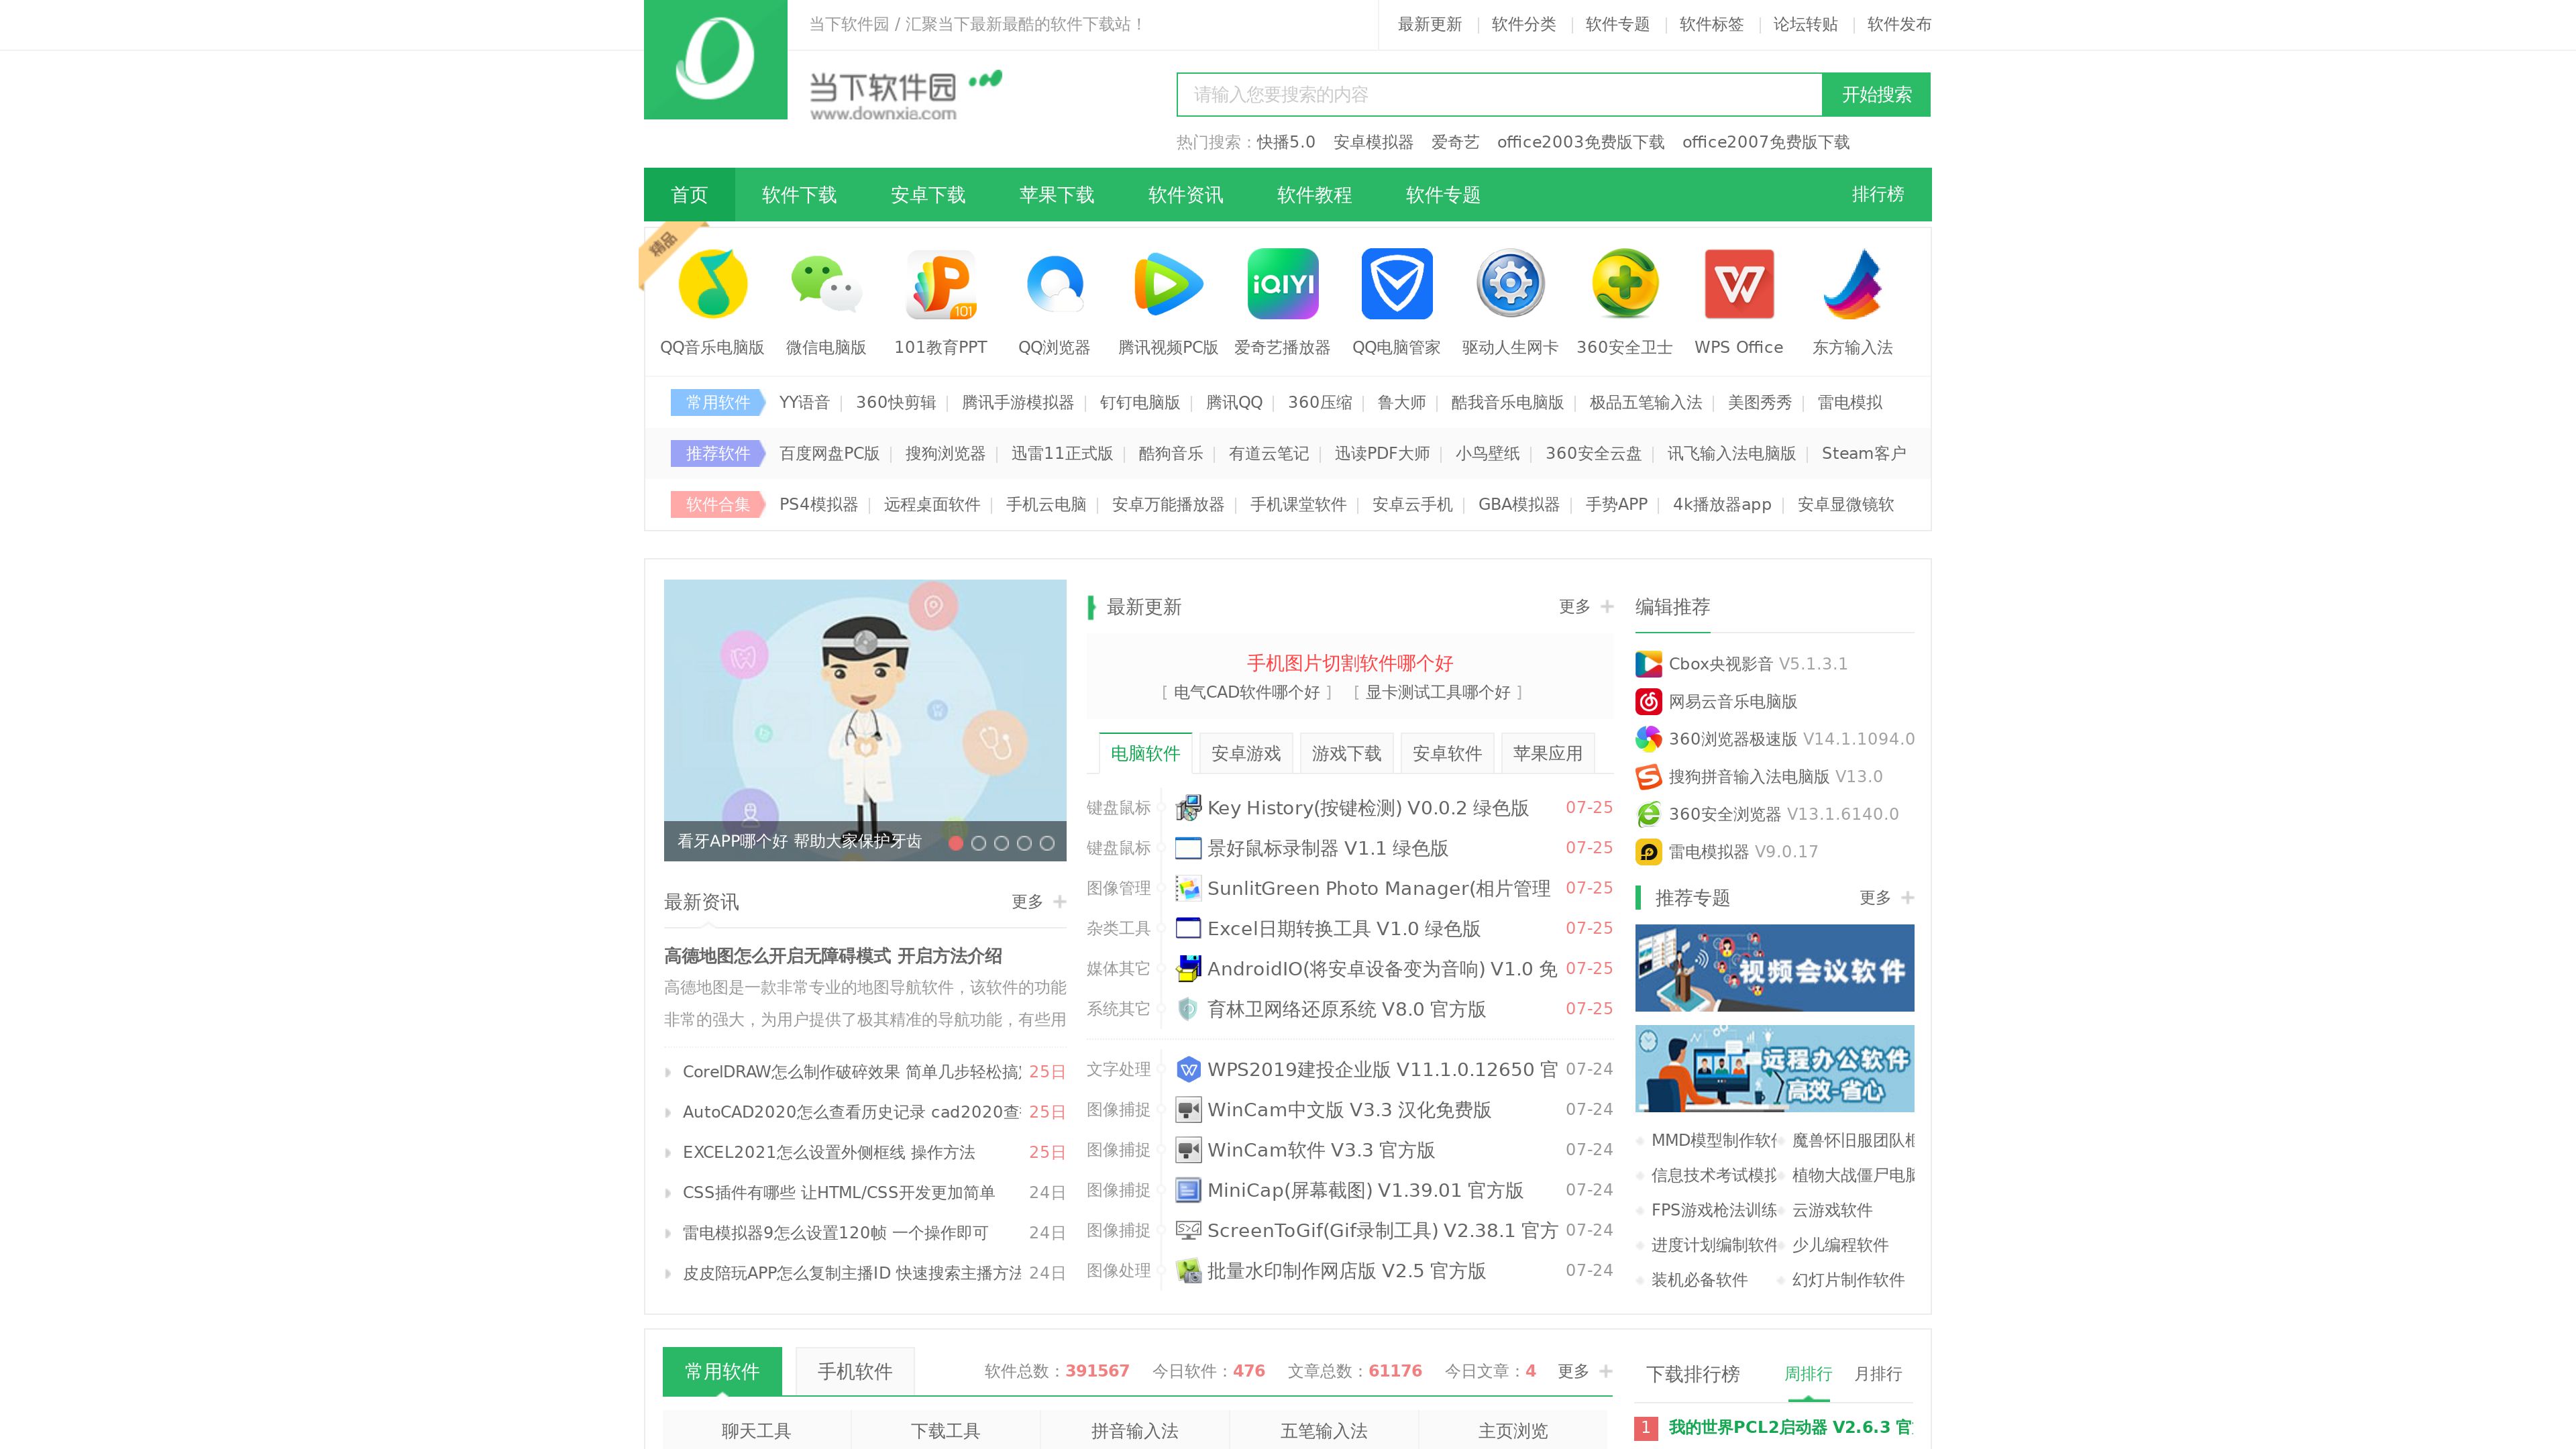 当下软件园 / 汇聚当下最新最酷的软件下载站！
最新更新 软件分类 软件专题 软件标签 论坛转贴 软件发布
当下软件园
www.downxia.com
请输入您要搜索的内容 开始搜索
热门搜索：快播5.0 安卓模拟器 爱奇艺 office2003免费版下载 office2007免费版下载
首页 软件下载 安卓下载 苹果下载 软件资讯 软件教程 软件专题 排行榜
精品
101
iQIYI
QQ音乐电脑版 微信电脑版 101教育PPT QQ浏览器 腾讯视频PC版 爱奇艺播放器 QQ电脑管家 驱动人生网卡 360安全卫士 WPS Office 东方输入法
常用软件 YY语音 360快剪辑 腾讯手游模拟器 钉钉电脑版 腾讯QQ 360压缩 鲁大师 酷我音乐电脑版 极品五笔输入法 美图秀秀 雷电模拟
推荐软件 百度网盘PC版 搜狗浏览器 迅雷11正式版 酷狗音乐 有道云笔记 迅读PDF大师 小鸟壁纸 360安全云盘 讯飞输入法电脑版 Steam客户
软件合集 PS4模拟器 远程桌面软件 手机云电脑 安卓万能播放器 手机课堂软件 安卓云手机 GBA模拟器 手势APP 4k播放器app 安卓显微镜软
看牙APP哪个好 帮助大家保护牙齿
最新资讯 更多
高德地图怎么开启无障碍模式 开启方法介绍
高德地图是一款非常专业的地图导航软件，该软件的功能
非常的强大，为用户提供了极其精准的导航功能，有些用
CorelDRAW怎么制作破碎效果 简单几步轻松搞 25日
AutoCAD2020怎么查看历史记录 cad2020查 25日
EXCEL2021怎么设置外侧框线 操作方法 25日
CSS插件有哪些 让HTML/CSS开发更加简单 24日
雷电模拟器9怎么设置120帧 一个操作即可 24日
皮皮陪玩APP怎么复制主播ID 快速搜索主播方法 24日
最新更新 更多
手机图片切割软件哪个好
[ 电气CAD软件哪个好 ] [ 显卡测试工具哪个好 ]
电脑软件 安卓游戏 游戏下载 安卓软件 苹果应用
键盘鼠标 Key History(按键检测) V0.0.2 绿色版 07-25
键盘鼠标 景好鼠标录制器 V1.1 绿色版 07-25
图像管理 SunlitGreen Photo Manager(相片管理 07-25
杂类工具 Excel日期转换工具 V1.0 绿色版 07-25
媒体其它 AndroidIO(将安卓设备变为音响) V1.0 免 07-25
系统其它 育林卫网络还原系统 V8.0 官方版 07-25
文字处理 WPS2019建投企业版 V11.1.0.12650 官 07-24
图像捕捉 WinCam中文版 V3.3 汉化免费版 07-24
图像捕捉 WinCam软件 V3.3 官方版 07-24
图像捕捉 MiniCap(屏幕截图) V1.39.01 官方版 07-24
图像捕捉 ScreenToGif(Gif录制工具) V2.38.1 官方 07-24
图像处理 批量水印制作网店版 V2.5 官方版 07-24
编辑推荐
Cbox央视影音 V5.1.3.1
网易云音乐电脑版
360浏览器极速版 V14.1.1094.0
搜狗拼音输入法电脑版 V13.0
360安全浏览器 V13.1.6140.0
雷电模拟器 V9.0.17
推荐专题 更多
视频会议软件
远程办公软件
高效-省心
MMD模型制作软件 魔兽怀旧服团队框
信息技术考试模拟 植物大战僵尸电脑
FPS游戏枪法训练 云游戏软件
进度计划编制软件 少儿编程软件
装机必备软件 幻灯片制作软件
常用软件 手机软件 软件总数：391567 今日软件：476 文章总数：61176 今日文章：4 更多
聊天工具 下载工具 拼音输入法 五笔输入法 主页浏览
下载排行榜 周排行 月排行
1 我的世界PCL2启动器 V2.6.3 官